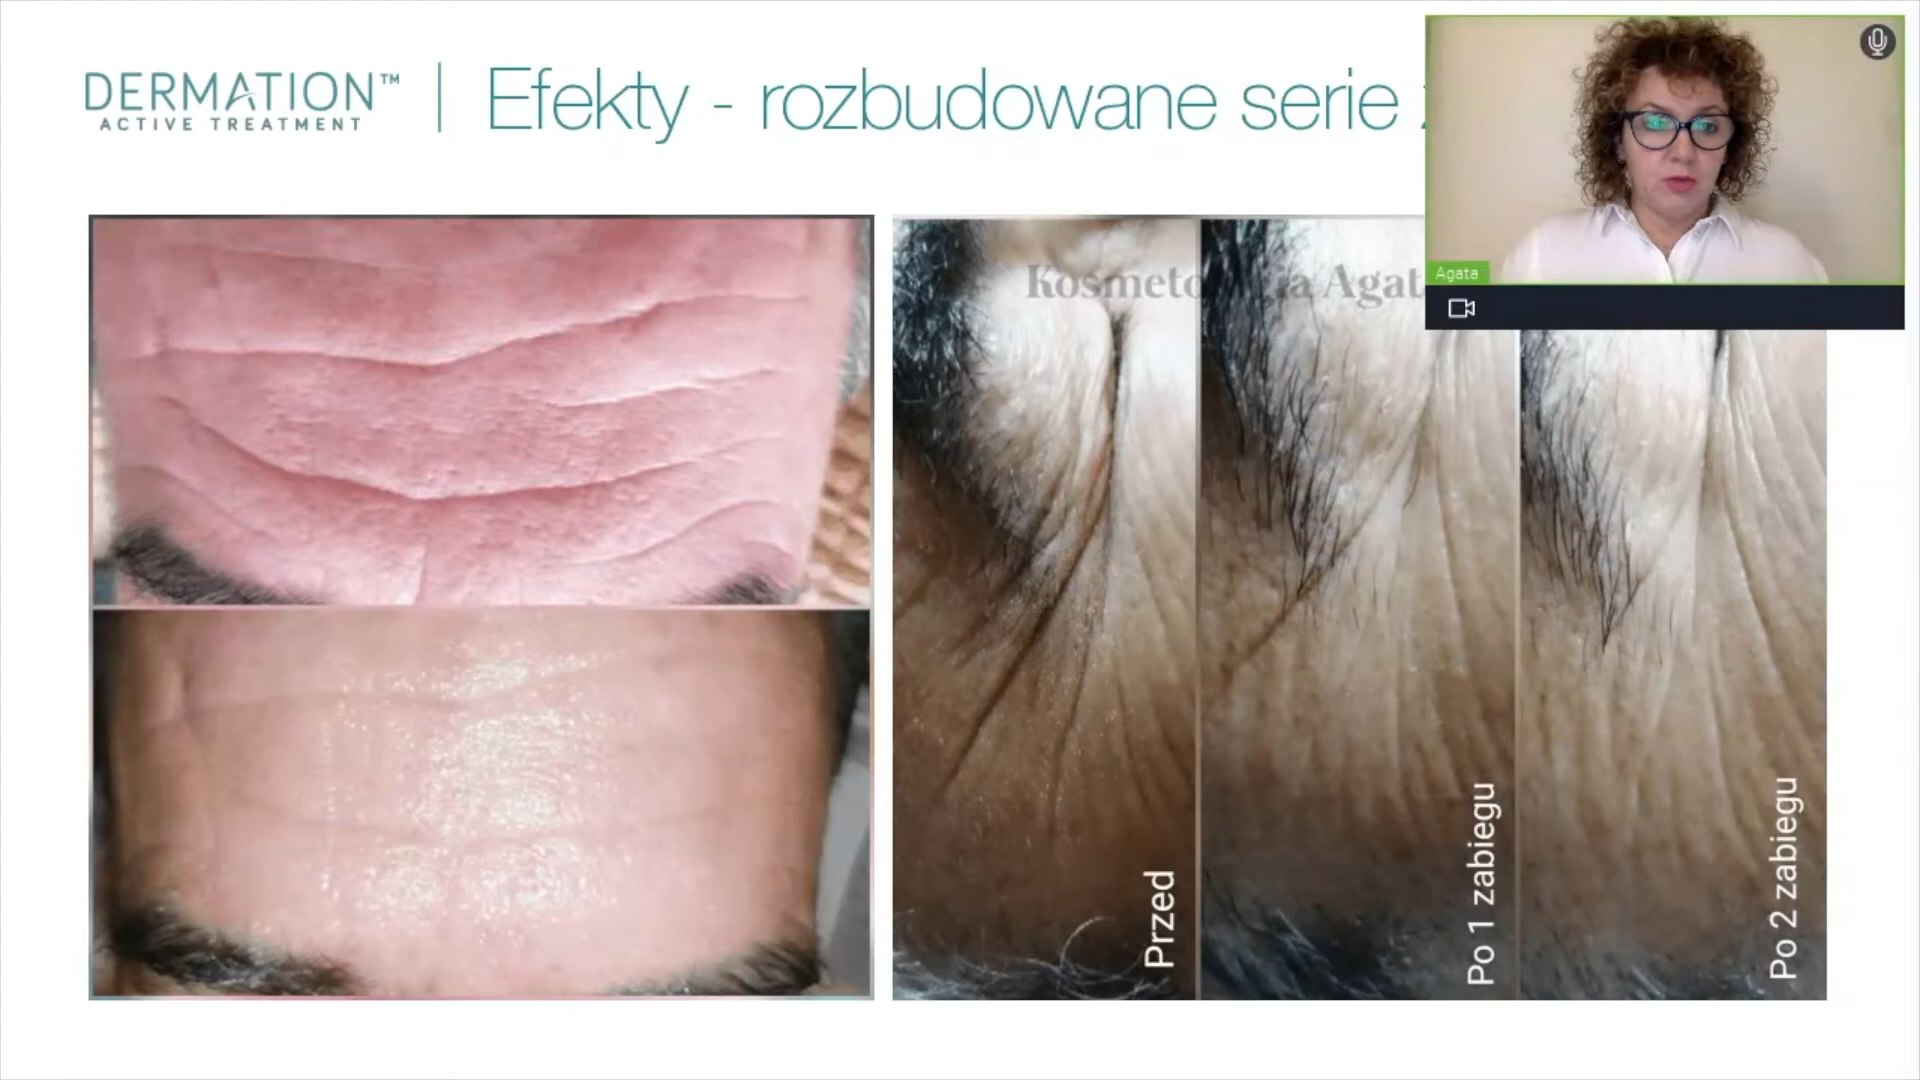 DERMATION™
ACTIVE TREATMENT
Efekty - rozbudowane serie
Agata
Przed
Po 1 zabiegu
Po 2 zabiegu